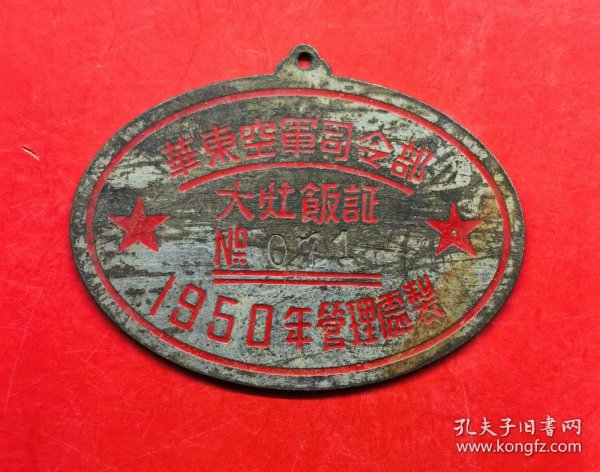 華東空軍司令部
大灶飯証
№ 071
1950年管理處製
孔夫子旧书网
www.kongfz.com